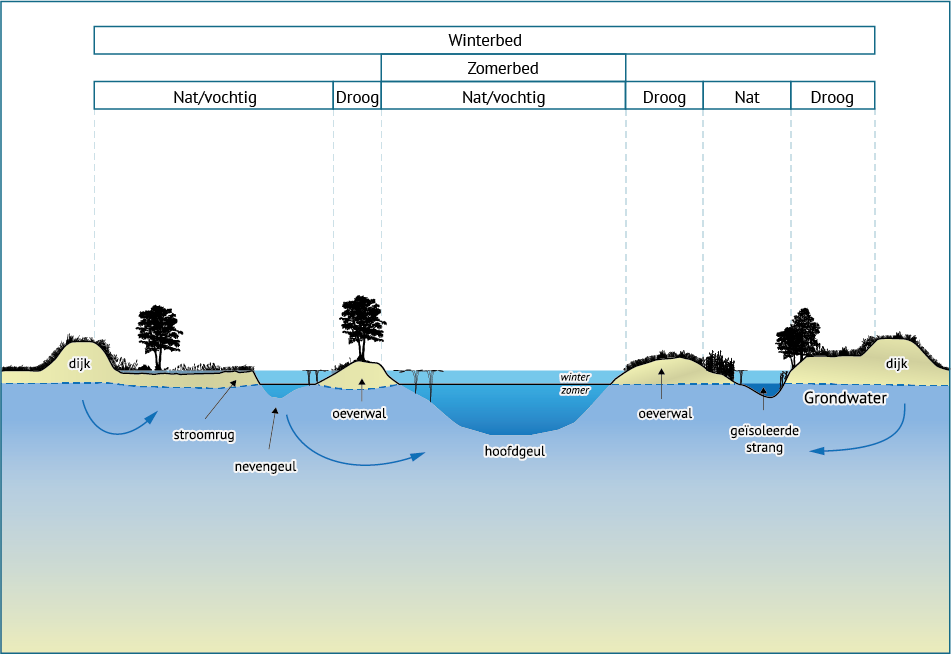 Winterbed
Zomerbed
Nat/vochtig
Droog
Nat/vochtig
Droog
Nat
Droog
dijk
stroomrug
nevengeul
oeverwal
hoofdgeul
winter
zomer
oeverwal
geïsoleerde
strang
dijk
Grondwater